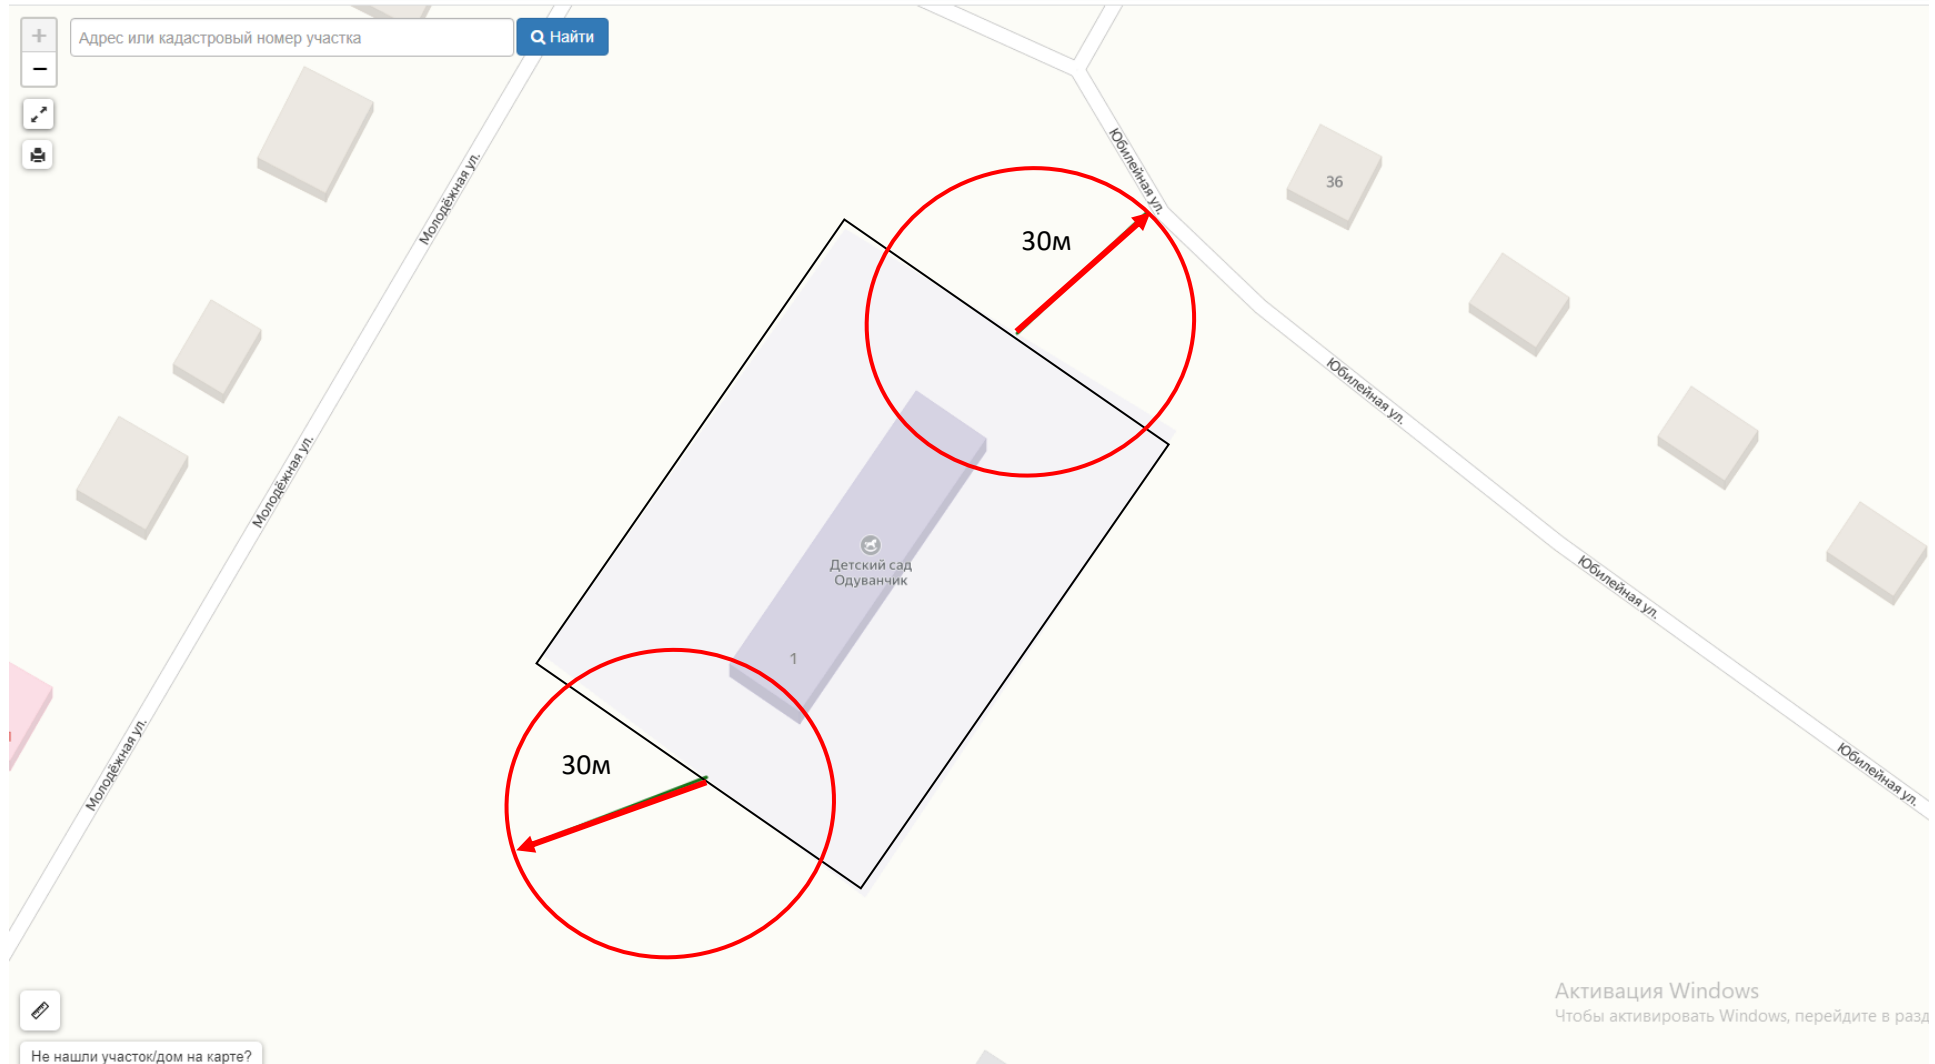 Адрес или кадастровый номер участка
Найти
Юбилейная ул.
Молодёжная ул.
36
30м
Юбилейная ул.
Молодёжная ул.
Детский сад
Одуванчик
Юбилейная ул.
1
Молодёжная ул.
30м
Юбилейная ул.
Активация Windows
Чтобы активировать Windows, перейдите в разд
Не нашли участок/дом на карте?